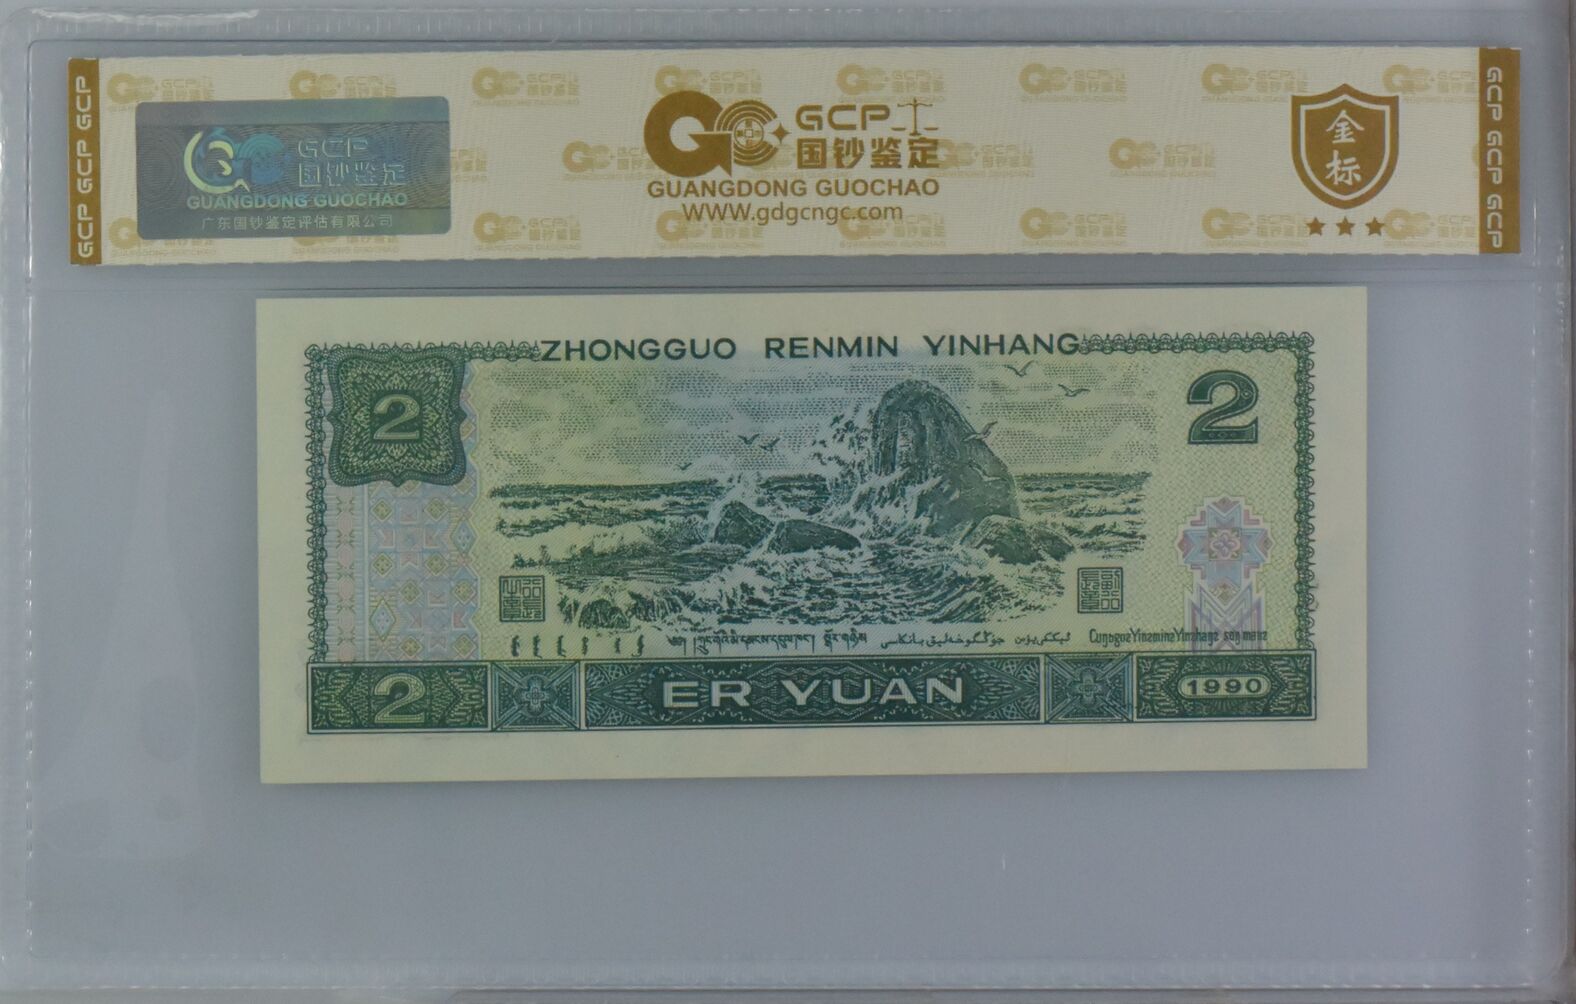 GCP GCP GCP
GCP
国钞鉴定
GUANGDONG GUOCHAO
广东国钞鉴定评估有限公司
GCP
国钞鉴定
GUANGDONG GUOCHAO
WWW.gdgcngc.com
金
标
GCP GCP GCP
ZHONGGUO RENMIN YINHANG
2
2
2
ER YUAN
1990